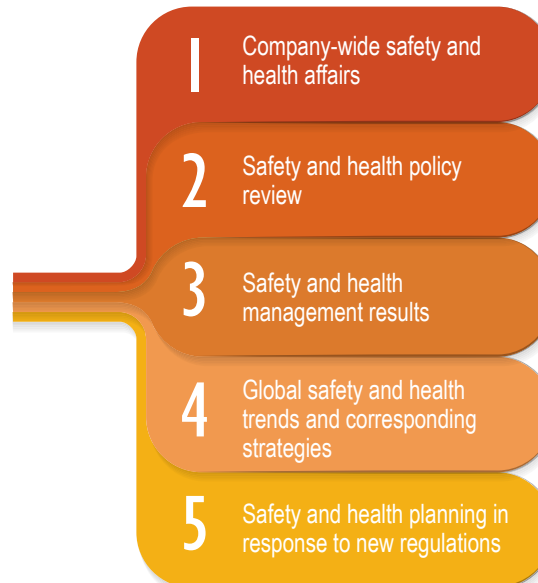 1
Company-wide safety and
health affairs
2
Safety and health policy
review
3
Safety and health
management results
4
Global safety and health
trends and corresponding
strategies
5
Safety and health planning in
response to new regulations